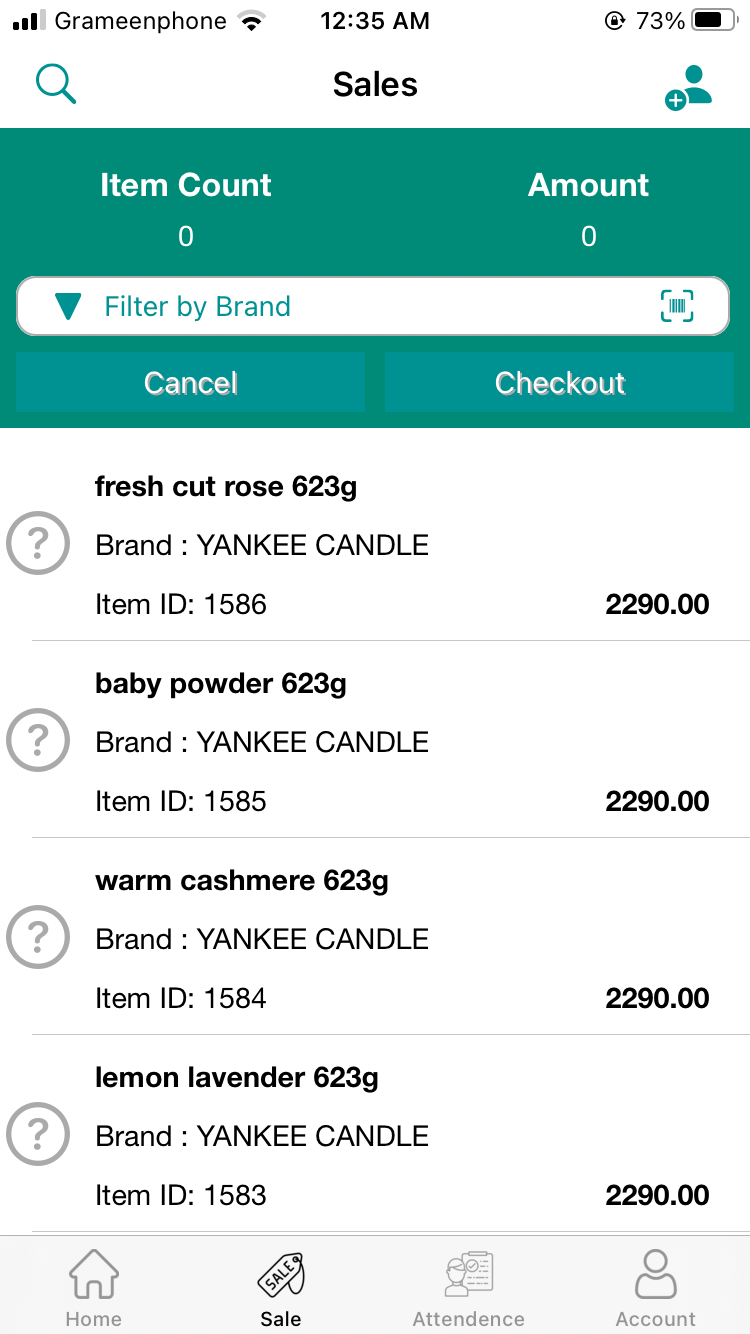 Grameenphone 12:35 AM 73%
Sales
Item Count Amount
0 0
Filter by Brand
Cancel Checkout
fresh cut rose 623g
? Brand : YANKEE CANDLE
Item ID: 1586 2290.00
baby powder 623g
? Brand : YANKEE CANDLE
Item ID: 1585 2290.00
warm cashmere 623g
? Brand : YANKEE CANDLE
Item ID: 1584 2290.00
lemon lavender 623g
? Brand : YANKEE CANDLE
Item ID: 1583 2290.00
SALE
Home Sale Attendence Account